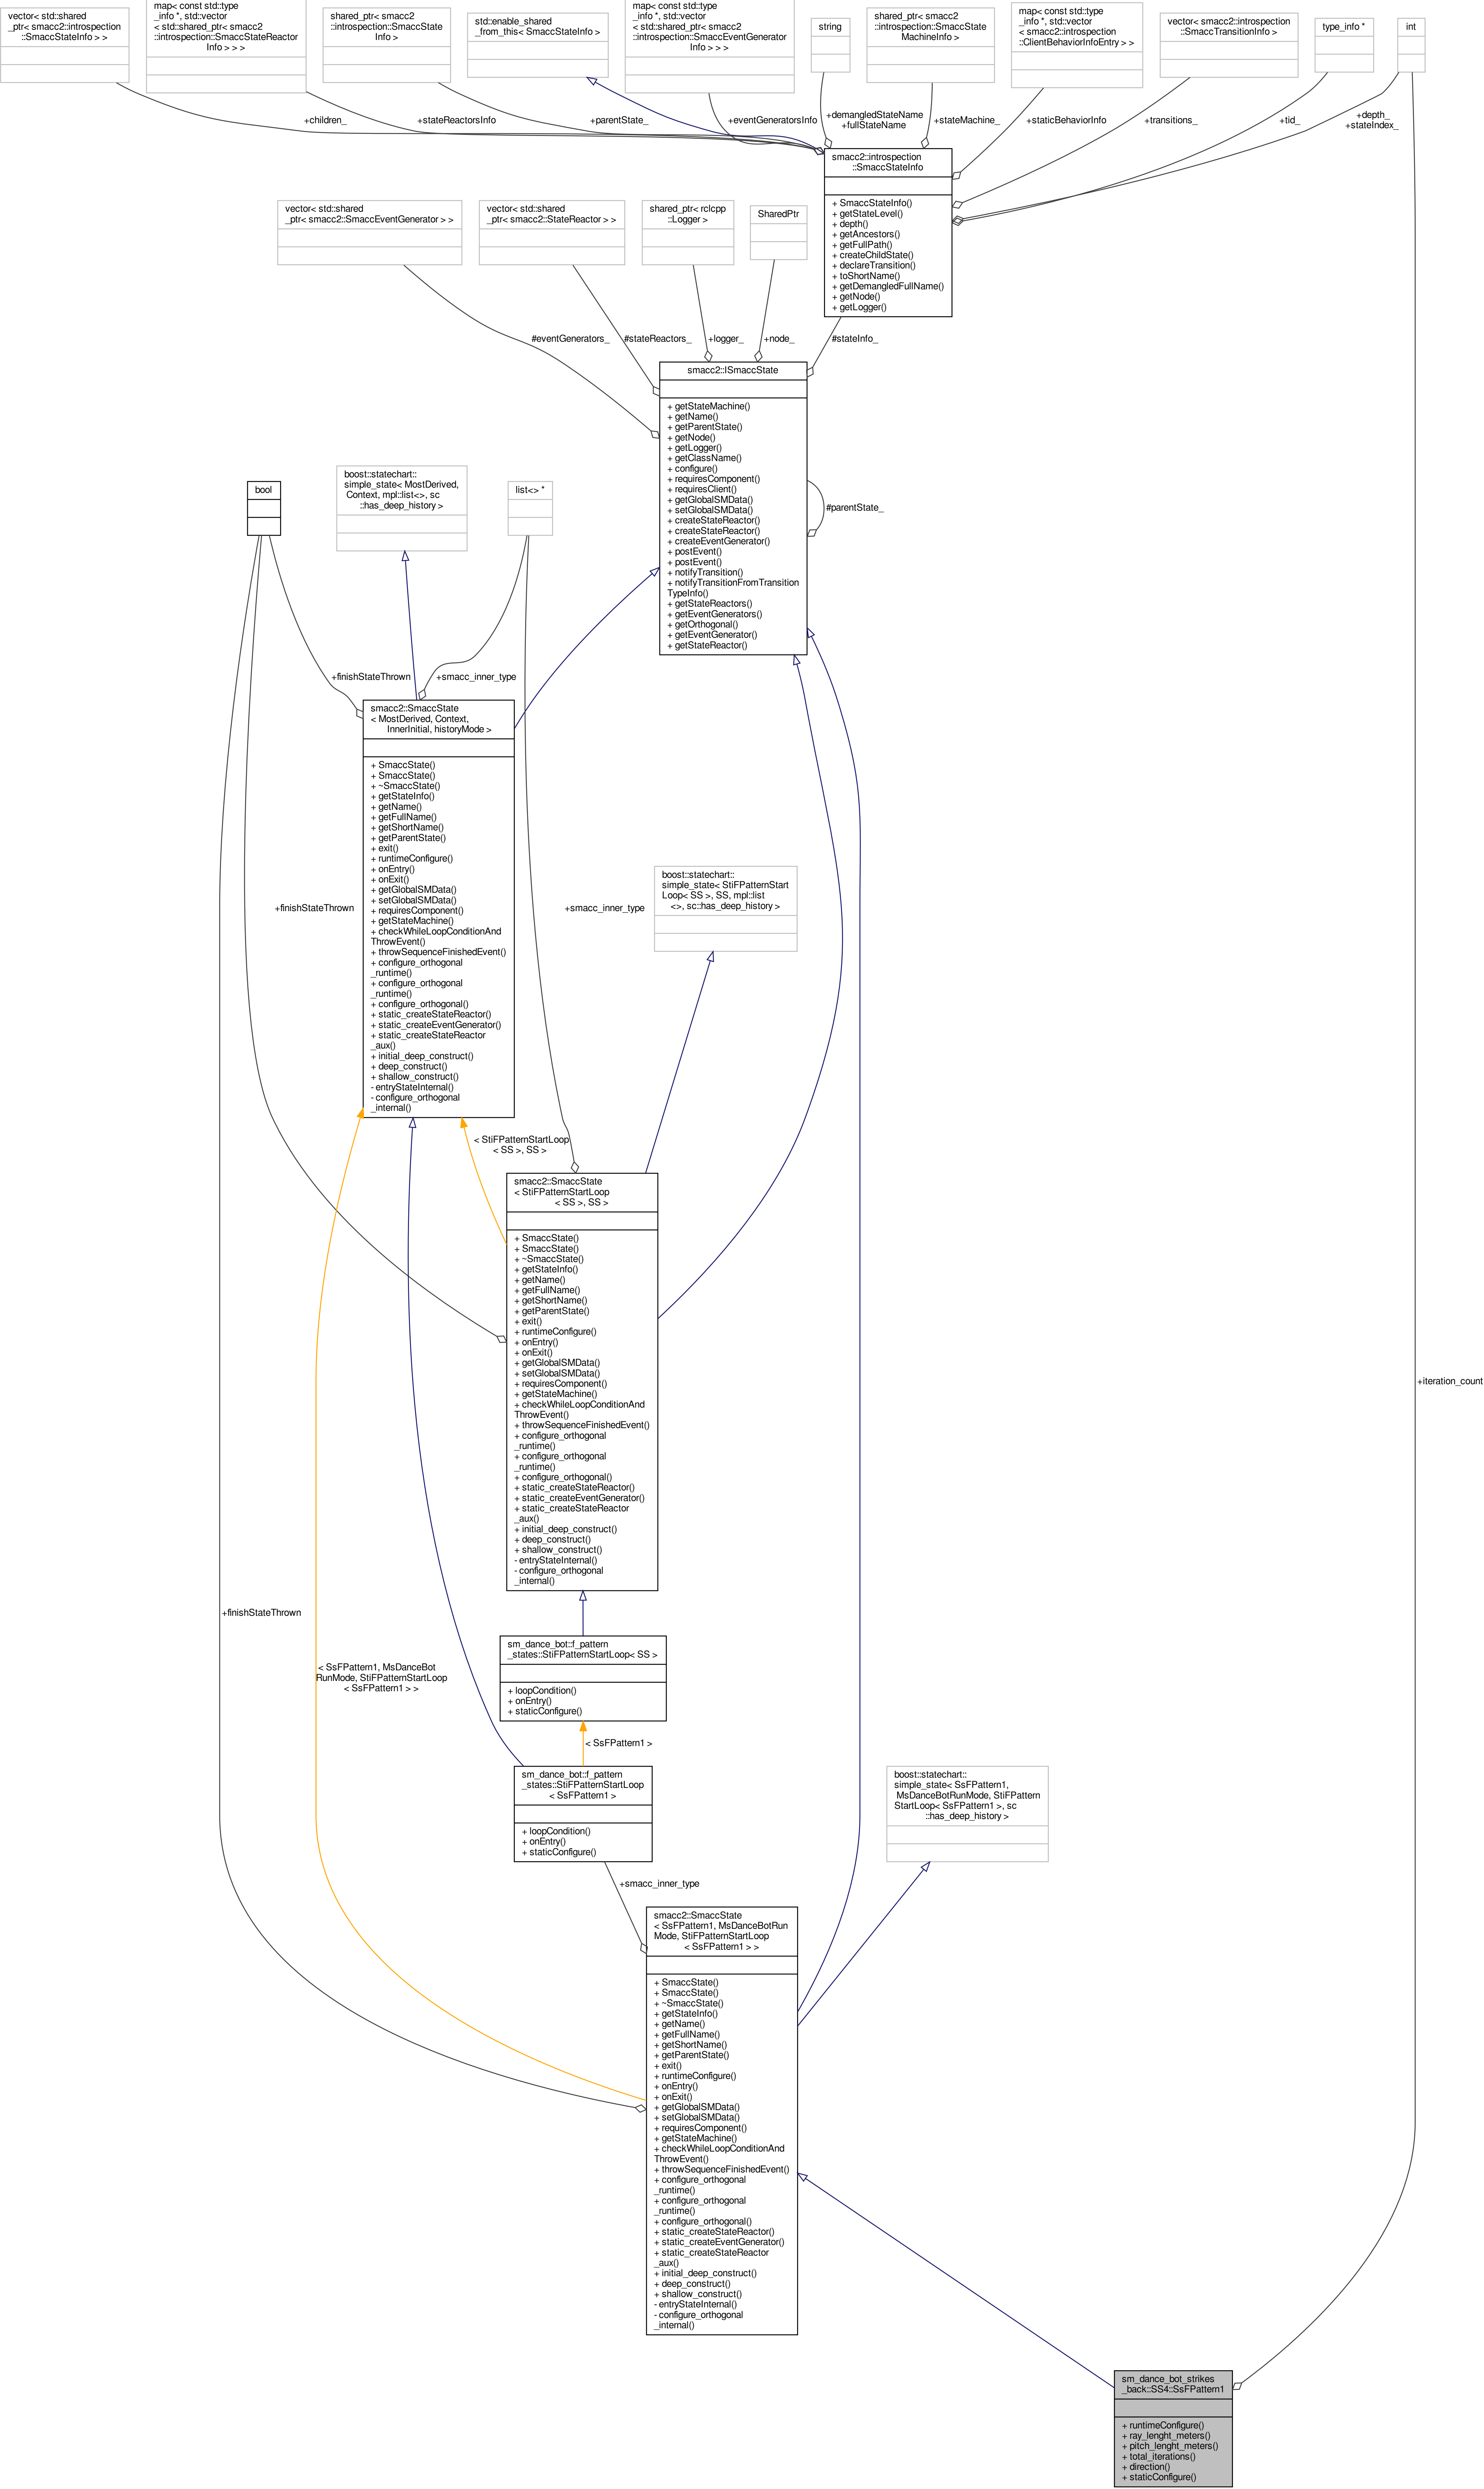 vector< std::shared
_ptr< smacc2::introspection
::SmaccStateInfo > >
map< const std::type
_info *, std::vector
< std::shared_ptr< smacc2
::introspection::SmaccStateReactor
Info > > >
shared_ptr< smacc2
::introspection::SmaccState
Info >
std::enable_shared
_from_this< SmaccStateInfo >
map< const std::type
_info *, std::vector
< std::shared_ptr< smacc2
::introspection::SmaccEventGenerator
Info > > >
string
shared_ptr< smacc2
::introspection::SmaccState
MachineInfo >
map< const std::type
_info *, std::vector
< smacc2::introspection
::ClientBehaviorInfoEntry > >
vector< smacc2::introspection
::SmaccTransitionInfo >
type_info *
int
+children_
+stateReactorsInfo
+parentState_
+eventGeneratorsInfo
+demangledStateName
+fullStateName
+stateMachine_
+staticBehaviorInfo
+transitions_
+tid_
+depth_
+stateIndex_
smacc2::introspection
::SmaccStateInfo
+ SmaccStateInfo()
+ getStateLevel()
+ depth()
+ getAncestors()
+ getFullPath()
+ createChildState()
+ declareTransition()
+ toShortName()
+ getDemangledFullName()
+ getNode()
+ getLogger()
vector< std::shared
_ptr< smacc2::SmaccEventGenerator > >
vector< std::shared
_ptr< smacc2::StateReactor > >
shared_ptr< rclcpp
::Logger >
SharedPtr
#eventGenerators_
#stateReactors_
+logger_
+node_
#stateInfo_
smacc2::ISmaccState
+ getStateMachine()
+ getName()
+ getParentState()
+ getNode()
+ getLogger()
+ getClassName()
+ configure()
+ requiresComponent()
+ requiresClient()
+ getGlobalSMData()
+ setGlobalSMData()
+ createStateReactor()
+ createStateReactor()
+ createEventGenerator()
+ postEvent()
+ postEvent()
+ notifyTransition()
+ notifyTransitionFromTransition
TypeInfo()
+ getStateReactors()
+ getEventGenerators()
+ getOrthogonal()
+ getEventGenerator()
+ getStateReactor()
#parentState_
bool
boost::statechart::
simple_state< MostDerived,
Context, mpl::list<>, sc
::has_deep_history >
list<> *
+finishStateThrown
+smacc_inner_type
smacc2::SmaccState
< MostDerived, Context,
InnerInitial, historyMode >
+ SmaccState()
+ SmaccState()
+ ~SmaccState()
+ getStateInfo()
+ getName()
+ getFullName()
+ getShortName()
+ getParentState()
+ exit()
+ runtimeConfigure()
+ onEntry()
+ onExit()
+ getGlobalSMData()
+ setGlobalSMData()
+ requiresComponent()
+ getStateMachine()
+ checkWhileLoopConditionAnd
ThrowEvent()
+ throwSequenceFinishedEvent()
+ configure_orthogonal
_runtime()
+ configure_orthogonal
_runtime()
+ configure_orthogonal()
+ static_createStateReactor()
+ static_createEventGenerator()
+ static_createStateReactor
_aux()
+ initial_deep_construct()
+ deep_construct()
+ shallow_construct()
- entryStateInternal()
- configure_orthogonal
_internal()
+finishStateThrown
+smacc_inner_type
boost::statechart::
simple_state< StiFPatternStart
Loop< SS >, SS, mpl::list
<>, sc::has_deep_history >
< StiFPatternStartLoop
< SS >, SS >
smacc2::SmaccState
< StiFPatternStartLoop
< SS >, SS >
+ SmaccState()
+ SmaccState()
+ ~SmaccState()
+ getStateInfo()
+ getName()
+ getFullName()
+ getShortName()
+ getParentState()
+ exit()
+ runtimeConfigure()
+ onEntry()
+ onExit()
+ getGlobalSMData()
+ setGlobalSMData()
+ requiresComponent()
+ getStateMachine()
+ checkWhileLoopConditionAnd
ThrowEvent()
+ throwSequenceFinishedEvent()
+ configure_orthogonal
_runtime()
+ configure_orthogonal
_runtime()
+ configure_orthogonal()
+ static_createStateReactor()
+ static_createEventGenerator()
+ static_createStateReactor
_aux()
+ initial_deep_construct()
+ deep_construct()
+ shallow_construct()
- entryStateInternal()
- configure_orthogonal
_internal()
+iteration_count
+finishStateThrown
< SsFPattern1, MsDanceBot
RunMode, StiFPatternStartLoop
< SsFPattern1 > >
sm_dance_bot::f_pattern
_states::StiFPatternStartLoop< SS >
+ loopCondition()
+ onEntry()
+ staticConfigure()
< SsFPattern1 >
sm_dance_bot::f_pattern
_states::StiFPatternStartLoop
< SsFPattern1 >
+ loopCondition()
+ onEntry()
+ staticConfigure()
boost::statechart::
simple_state< SsFPattern1,
MsDanceBotRunMode, StiFPattern
StartLoop< SsFPattern1 >, sc
::has_deep_history >
+smacc_inner_type
smacc2::SmaccState
< SsFPattern1, MsDanceBotRun
Mode, StiFPatternStartLoop
< SsFPattern1 > >
+ SmaccState()
+ SmaccState()
+ ~SmaccState()
+ getStateInfo()
+ getName()
+ getFullName()
+ getShortName()
+ getParentState()
+ exit()
+ runtimeConfigure()
+ onEntry()
+ onExit()
+ getGlobalSMData()
+ setGlobalSMData()
+ requiresComponent()
+ getStateMachine()
+ checkWhileLoopConditionAnd
ThrowEvent()
+ throwSequenceFinishedEvent()
+ configure_orthogonal
_runtime()
+ configure_orthogonal
_runtime()
+ configure_orthogonal()
+ static_createStateReactor()
+ static_createEventGenerator()
+ static_createStateReactor
_aux()
+ initial_deep_construct()
+ deep_construct()
+ shallow_construct()
- entryStateInternal()
- configure_orthogonal
_internal()
sm_dance_bot_strikes
_back::SS4::SsFPattern1
+ runtimeConfigure()
+ ray_lenght_meters()
+ pitch_lenght_meters()
+ total_iterations()
+ direction()
+ staticConfigure()